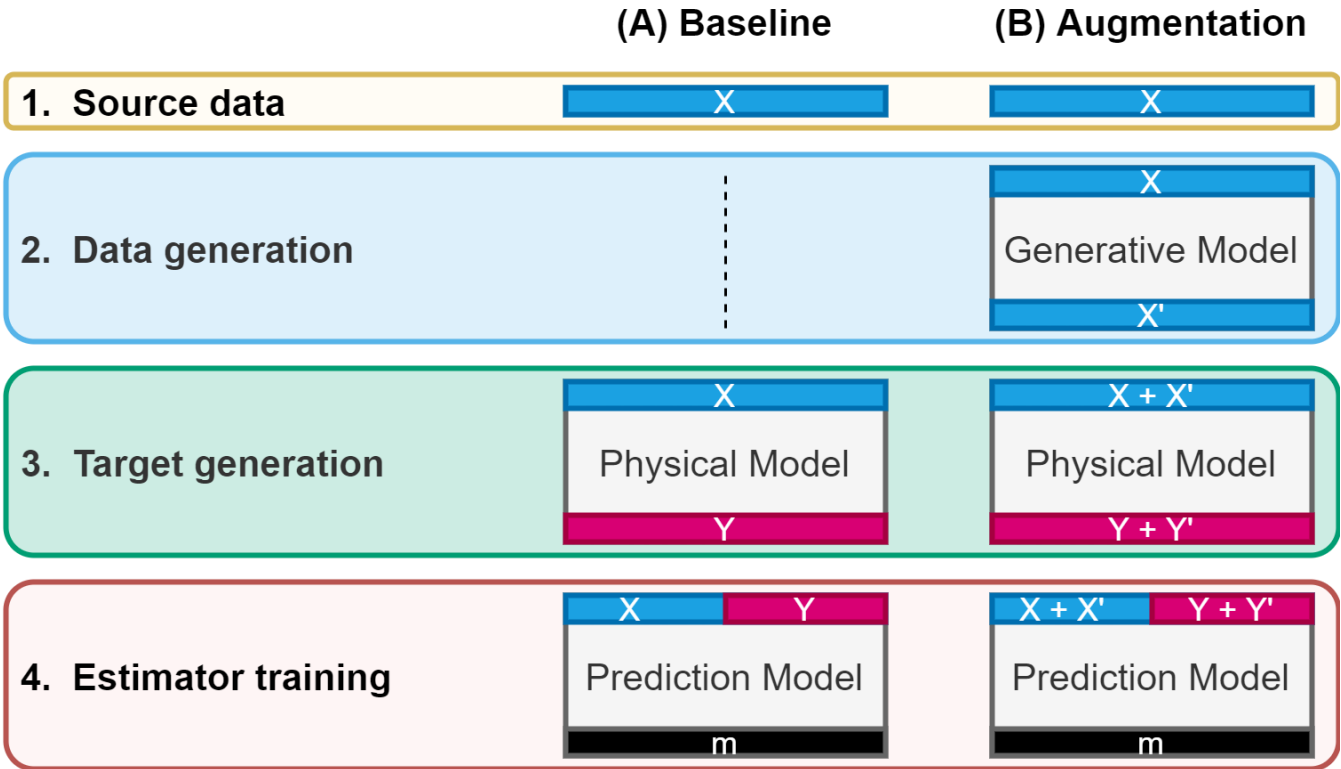 (A) Baseline
(B) Augmentation
1. Source data
X
X
2. Data generation
X
Generative Model
X'
3. Target generation
X
X + X'
Physical Model
Physical Model
Y
Y + Y'
4. Estimator training
X
Y
X + X'
Y + Y'
Prediction Model
Prediction Model
m
m